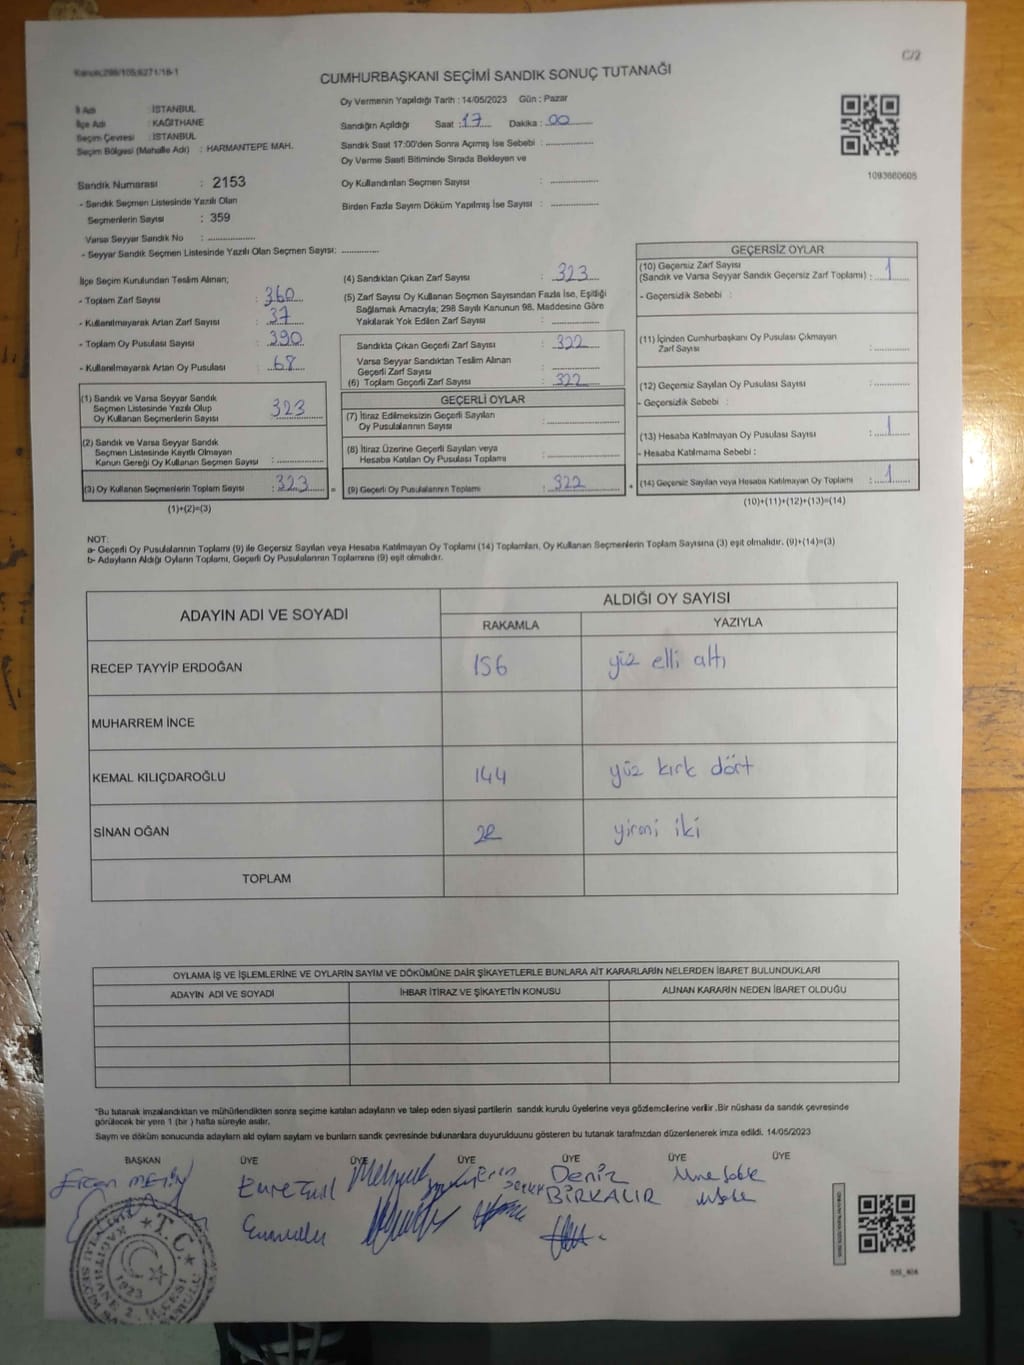 Kanun:298/105;6271/18-1
C/2
CUMHURBAŞKANI SEÇİMİ SANDIK SONUÇ TUTANAĞI
İl Adı : İSTANBUL
İlçe Adı : KAĞITHANE
Seçim Çevresi : İSTANBUL
Seçim Bölgesi (Mahalle Adı) : HARMANTEPE MAH.
Oy Vermenin Yapıldığı Tarih : 14/05/2023 Gün : Pazar
Sandığın Açıldığı Saat : 17 Dakika : 00
Sandık Saat 17:00'den Sonra Açılmış İse Sebebi :
Oy Verme Saati Bitiminde Sırada Bekleyen ve
Oy Kullandırılan Seçmen Sayısı :
Birden Fazla Sayım Döküm Yapılmış İse Sayısı :
1093660605
Sandık Numarası : 2153
- Sandık Seçmen Listesinde Yazılı Olan
Seçmenlerin Sayısı : 359
Varsa Seyyar Sandık No :
- Seyyar Sandık Seçmen Listesinde Yazılı Olan Seçmen Sayısı:
İlçe Seçim Kurulundan Teslim Alınan;
- Toplam Zarf Sayısı : 360
- Kullanılmayarak Artan Zarf Sayısı : 37
- Toplam Oy Pusulası Sayısı : 390
- Kullanılmayarak Artan Oy Pusulası : 68
(1) Sandık ve Varsa Seyyar Sandık
Seçmen Listesinde Yazılı Olup
Oy Kullanan Seçmenlerin Sayısı : 323
(2) Sandık ve Varsa Seyyar Sandık
Seçmen Listesinde Kayıtlı Olmayan
Kanun Gereği Oy Kullanan Seçmen Sayısı :
(3) Oy Kullanan Seçmenlerin Toplam Sayısı : 323 =
(1)+(2)=(3)
(4) Sandıktan Çıkan Zarf Sayısı : 323
(5) Zarf Sayısı Oy Kullanan Seçmen Sayısından Fazla İse, Eşitliği
Sağlamak Amacıyla; 298 Sayılı Kanunun 98. Maddesine Göre
Yakılarak Yok Edilen Zarf Sayısı :
Sandıkta Çıkan Geçerli Zarf Sayısı : 322
Varsa Seyyar Sandıktan Teslim Alınan
Geçerli Zarf Sayısı :
(6) Toplam Geçerli Zarf Sayısı : 322
GEÇERLİ OYLAR
(7) İtiraz Edilmeksizin Geçerli Sayılan
Oy Pusulalarının Sayısı :
(8) İtiraz Üzerine Geçerli Sayılan veya
Hesaba Katılan Oy Pusulası Toplamı :
(9) Geçerli Oy Pusulalarının Toplamı : 322 +
GEÇERSİZ OYLAR
(10) Geçersiz Zarf Sayısı
(Sandık ve Varsa Seyyar Sandık Geçersiz Zarf Toplamı) : 1
- Geçersizlik Sebebi :
(11) İçinden Cumhurbaşkanı Oy Pusulası Çıkmayan
Zarf Sayısı :
(12) Geçersiz Sayılan Oy Pusulası Sayısı :
- Geçersizlik Sebebi :
(13) Hesaba Katılmayan Oy Pusulası Sayısı : 1
- Hesaba Katılmama Sebebi :
(14) Geçersiz Sayılan veya Hesaba Katılmayan Oy Toplamı : 1
(10)+(11)+(12)+(13)=(14)
NOT:
a- Geçerli Oy Pusulalarının Toplamı (9) ile Geçersiz Sayılan veya Hesaba Katılmayan Oy Toplamı (14) Toplamları, Oy Kullanan Seçmenlerin Toplam Sayısına (3) eşit olmalıdır. (9)+(14)=(3)
b- Adayların Aldığı Oyların Toplamı, Geçerli Oy Pusulalarının Toplamına (9) eşit olmalıdır.
ADAYIN ADI VE SOYADI
ALDIĞI OY SAYISI
RAKAMLA YAZIYLA
RECEP TAYYİP ERDOĞAN 156 yüz elli altı
MUHARREM İNCE
KEMAL KILIÇDAROĞLU 144 yüz kırk dört
SİNAN OĞAN 22 yirmi iki
TOPLAM
OYLAMA İŞ VE İŞLEMLERİNE VE OYLARIN SAYIM VE DÖKÜMÜNE DAİR ŞİKAYETLERLE BUNLARA AİT KARARLARIN NELERDEN İBARET BULUNDUKLARI
ADAYIN ADI VE SOYADI İHBAR İTİRAZ VE ŞİKAYETİN KONUSU ALINAN KARARIN NEDEN İBARET OLDUĞU
*Bu tutanak imzalandıktan ve mühürlendikten sonra seçime katılan adayların ve talep eden siyasi partilerin sandık kurulu üyelerine veya gözlemcilerine verilir. Bir nüshası da sandık çevresinde
görülecek bir yere 1 (bir) hafta süreyle asılır.
Sayım ve döküm sonucunda adayların aldı oyların sayılarını ve bunların sandık çevresinde bulunanlara duyurulduğunu gösteren bu tutanak tarafımızdan düzenlenerek imza edildi. 14/05/2023
BAŞKAN ÜYE ÜYE ÜYE ÜYE ÜYE ÜYE
Ercan METİN
Deniz
BİRKALIR
T.C.
1923